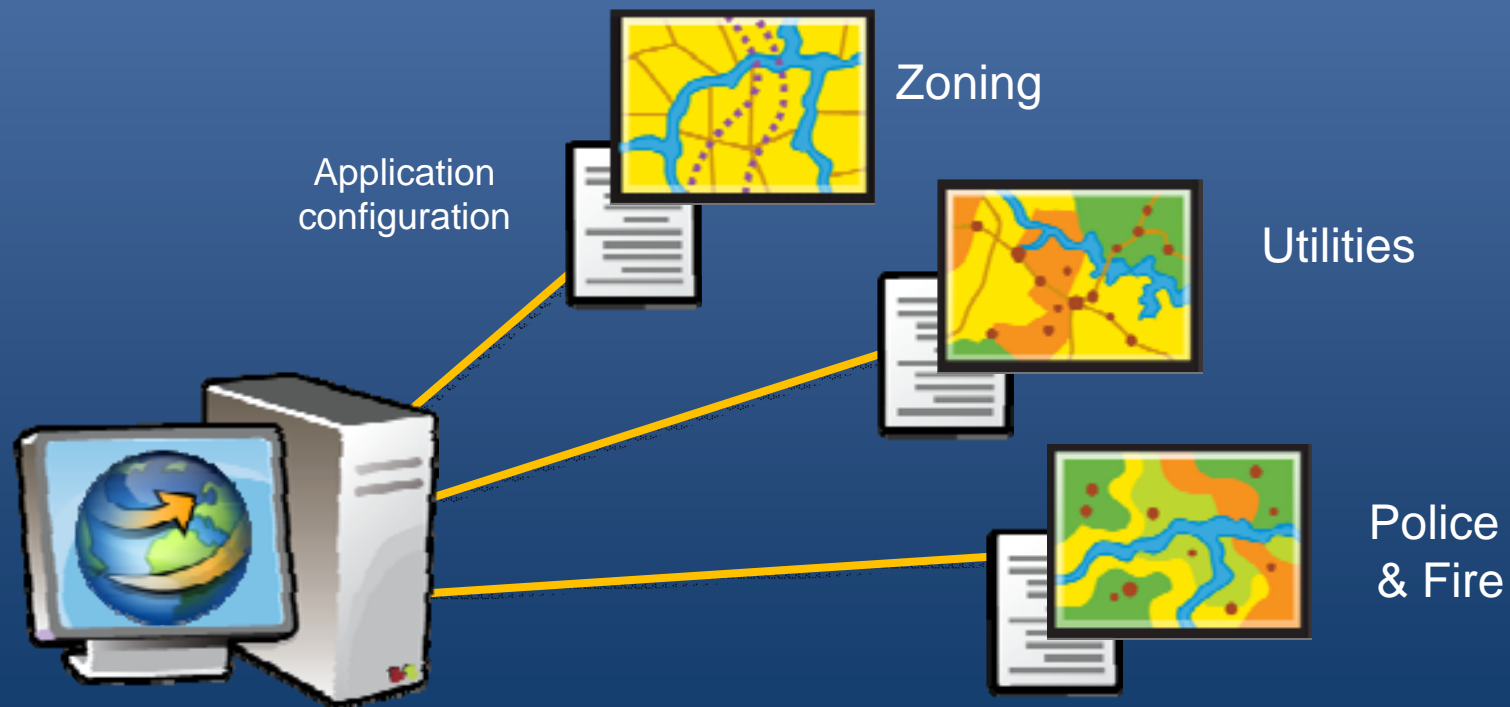 Zoning
Application
configuration
Utilities
Police
& Fire